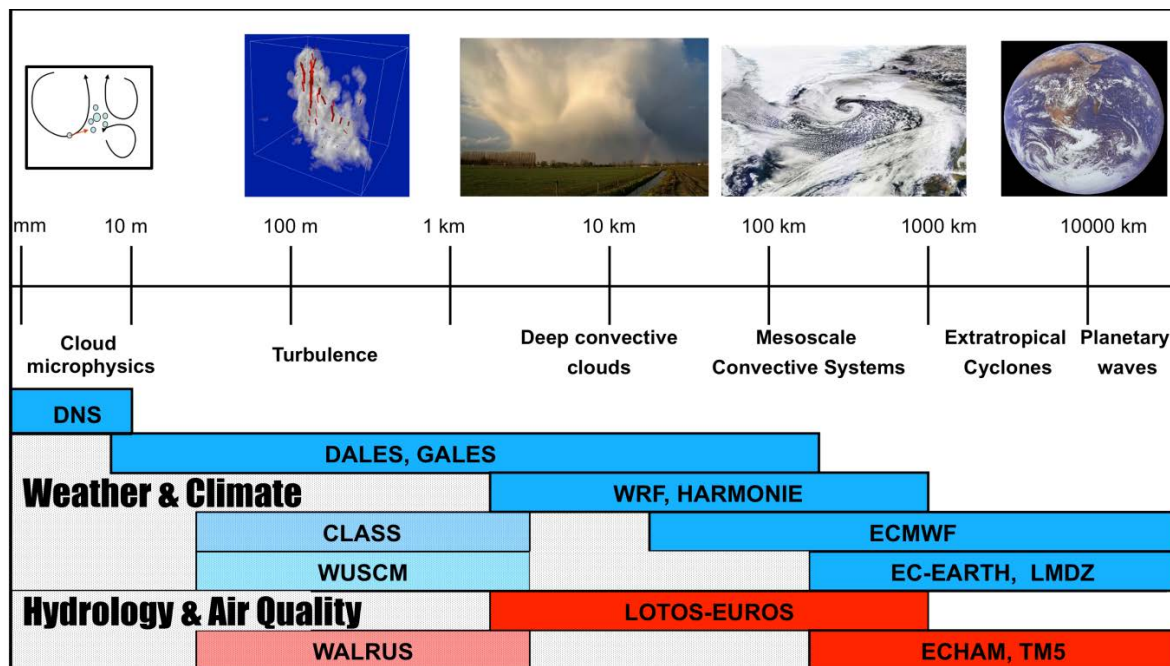 mm 10 m 100 m 1 km 10 km 100 km 1000 km 10000 km
Cloud
microphysics
Turbulence
Deep convective
clouds
Mesoscale
Convective Systems
Extratropical
Cyclones
Planetary
waves
DNS
DALES, GALES
Weather & Climate
WRF, HARMONIE
CLASS
ECMWF
WUSCM
EC-EARTH, LMDZ
Hydrology & Air Quality
LOTOS-EUROS
WALRUS
ECHAM, TM5